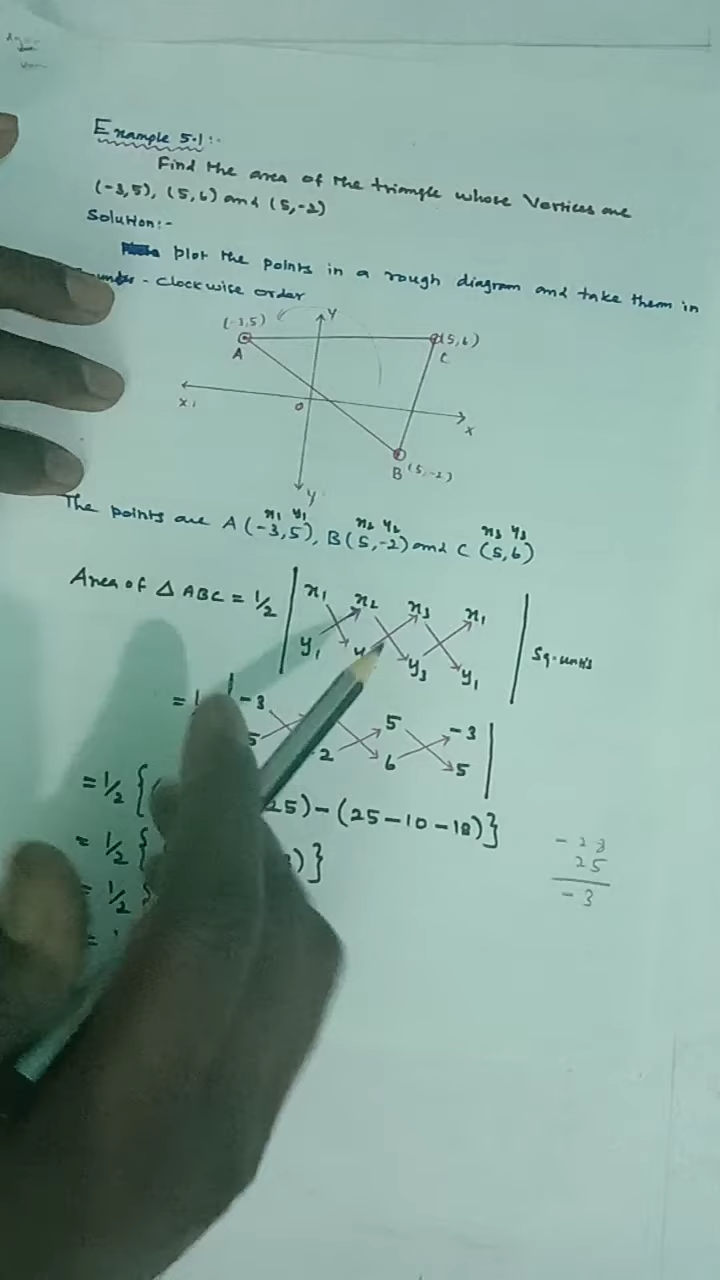 Example 5.1:-
Find the area of the triangle whose Vertices are
(-3,5), (5,6) and (5,-2)
Solution:-
plot the points in a rough diagram and take them in
- clockwise order
(-3,5) Y (5,6)
A C
X' O X
B (5,-2)
Y'
x1 y1 x2 y2 x3 y3
The points are A (-3,5), B(5,-2) and C (5,6)
Area of △ ABC = 1/2 | x1 x2 x3 x1 |
y1 y3 y1 Sq-units
= -3 5 -3 |
5 2 6 5
= 1/2 { 25) - (25-10-18)}
= 1/2 { )}
= 1/2 {
=
- 28
25
- 3